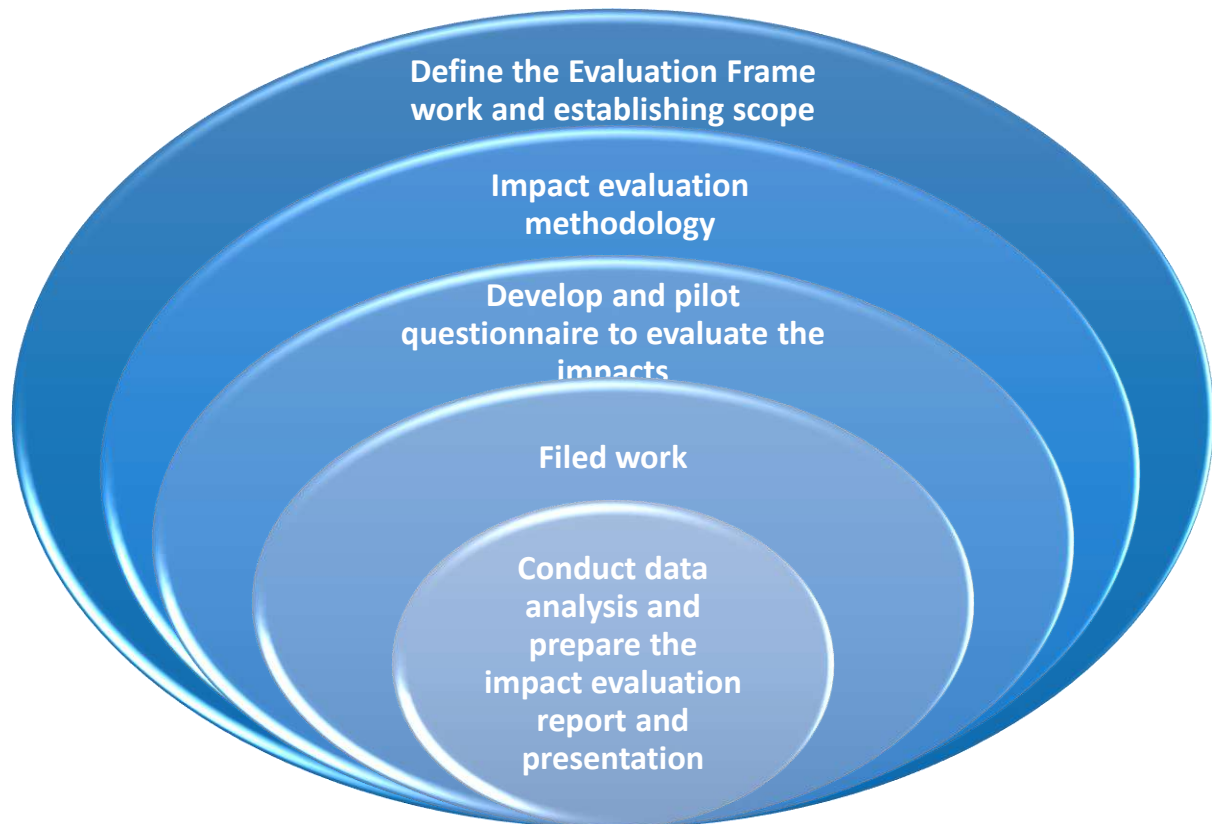 Define the Evaluation Frame
work and establishing scope
Impact evaluation
methodology
Develop and pilot
questionnaire to evaluate the
impacts
Filed work
Conduct data
analysis and
prepare the
impact evaluation
report and
presentation